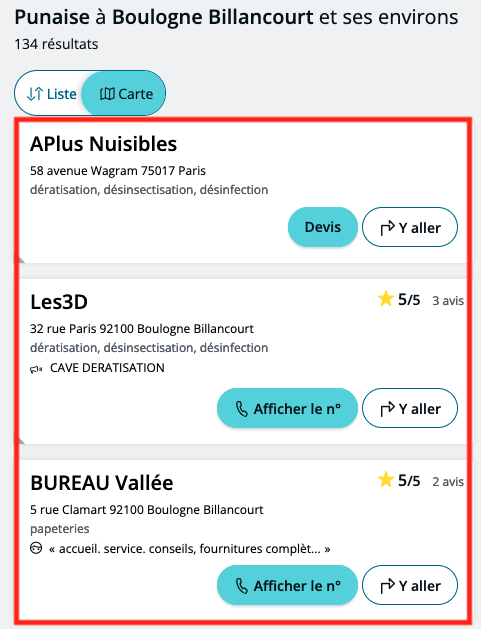 Punaise à Boulogne Billancourt et ses environs
134 résultats
Liste Carte
APlus Nuisibles
58 avenue Wagram 75017 Paris
dératisation, désinsectisation, désinfection
Devis Y aller
Les3D 5/5 3 avis
32 rue Paris 92100 Boulogne Billancourt
dératisation, désinsectisation, désinfection
CAVE DERATISATION
Afficher le n° Y aller
BUREAU Vallée 5/5 2 avis
5 rue Clamart 92100 Boulogne Billancourt
papeteries
« accueil. service. conseils, fournitures complèt... »
Afficher le n° Y aller